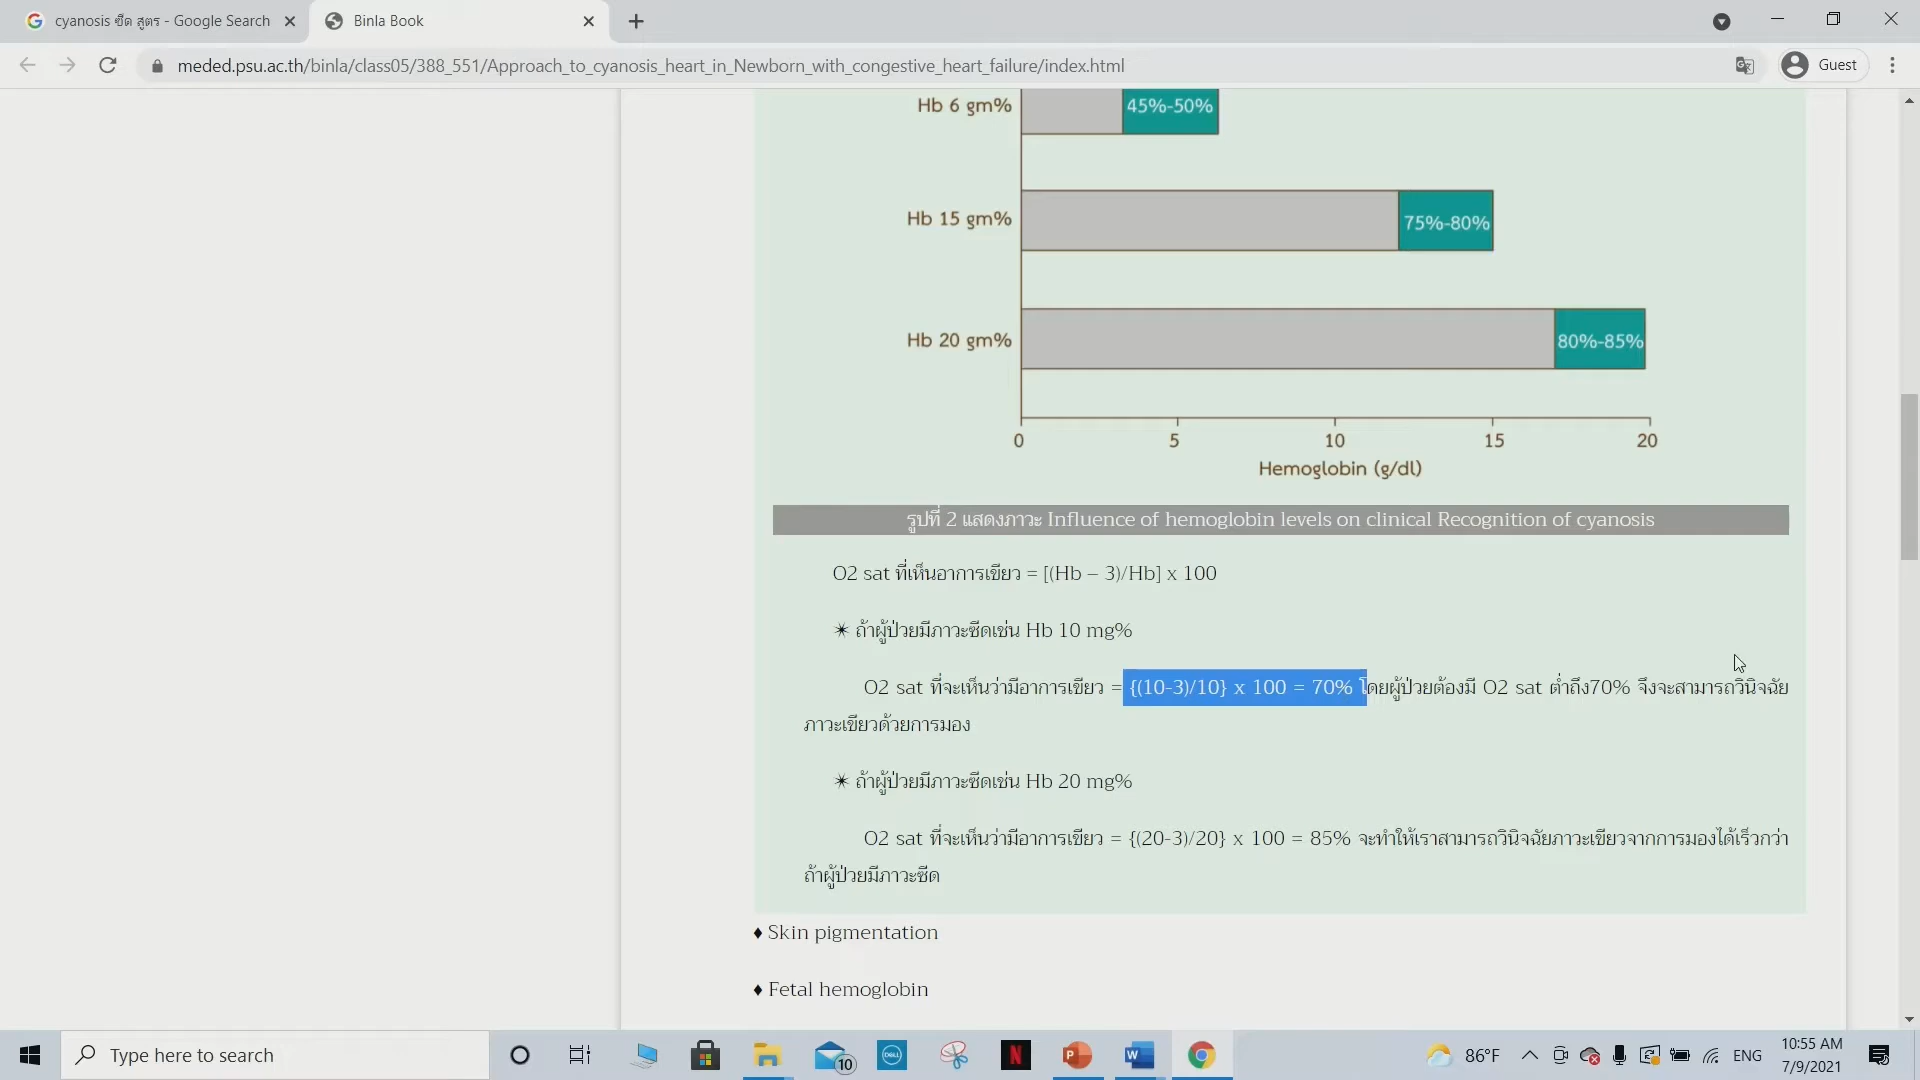 cyanosis ซีด สูตร - Google Search
Binla Book
meded.psu.ac.th/binla/class05/388_551/Approach_to_cyanosis_heart_in_Newborn_with_congestive_heart_failure/index.html
Guest
Hb 6 gm%
45%-50%
Hb 15 gm%
75%-80%
Hb 20 gm%
80%-85%
0 5 10 15 20
Hemoglobin (g/dl)
รูปที่ 2 แสดงภาวะ Influence of hemoglobin levels on clinical Recognition of cyanosis
O2 sat ที่เห็นอาการเขียว = [(Hb – 3)/Hb] x 100
✶ ถ้าผู้ป่วยมีภาวะซีดเช่น Hb 10 mg%
O2 sat ที่จะเห็นว่ามีอาการเขียว = {(10-3)/10} x 100 = 70% โดยผู้ป่วยต้องมี O2 sat ต่ำถึง70% จึงจะสามารถวินิจฉัย
ภาวะเขียวด้วยการมอง
✶ ถ้าผู้ป่วยมีภาวะซีดเช่น Hb 20 mg%
O2 sat ที่จะเห็นว่ามีอาการเขียว = {(20-3)/20} x 100 = 85% จะทำให้เราสามารถวินิจฉัยภาวะเขียวจากการมองได้เร็วกว่า
ถ้าผู้ป่วยมีภาวะซีด
♦ Skin pigmentation
♦ Fetal hemoglobin
Type here to search
10
DELL
N
P
W
86°F
ENG
10:55 AM
7/9/2021